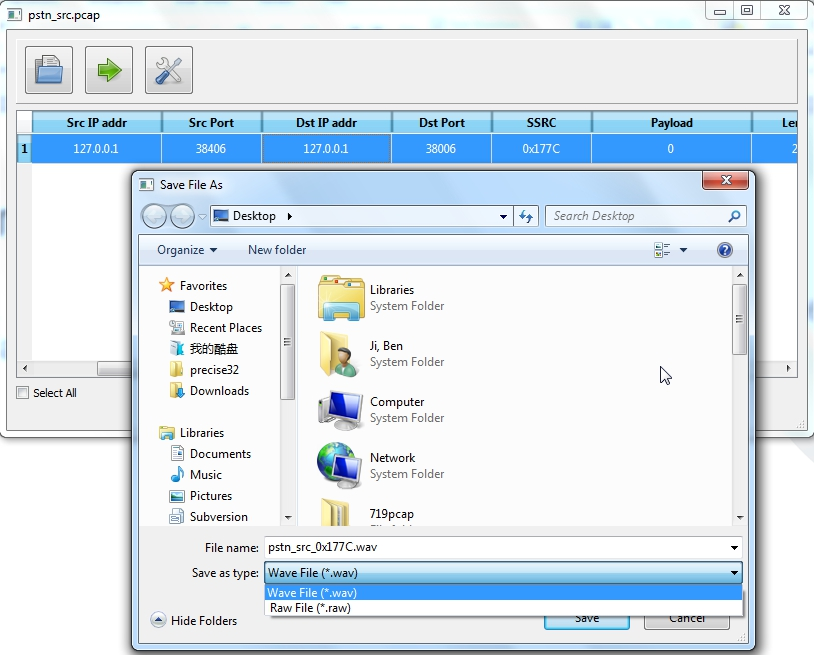 pstn_src.pcap
Src IP addr Src Port Dst IP addr Dst Port SSRC Payload
1 127.0.0.1 38406 127.0.0.1 38006 0x177C 0 2
Select All
Save File As
Desktop
Search Desktop
Organize New folder
Favorites
Desktop
Recent Places
我的酷盘
precise32
Downloads
Libraries
Documents
Music
Pictures
Subversion
Libraries
System Folder
Ji, Ben
System Folder
Computer
System Folder
Network
System Folder
719pcap
File name: pstn_src_0x177C.wav
Save as type: Wave File (*.wav)
Wave File (*.wav)
Raw File (*.raw)
Hide Folders
Save Cancel